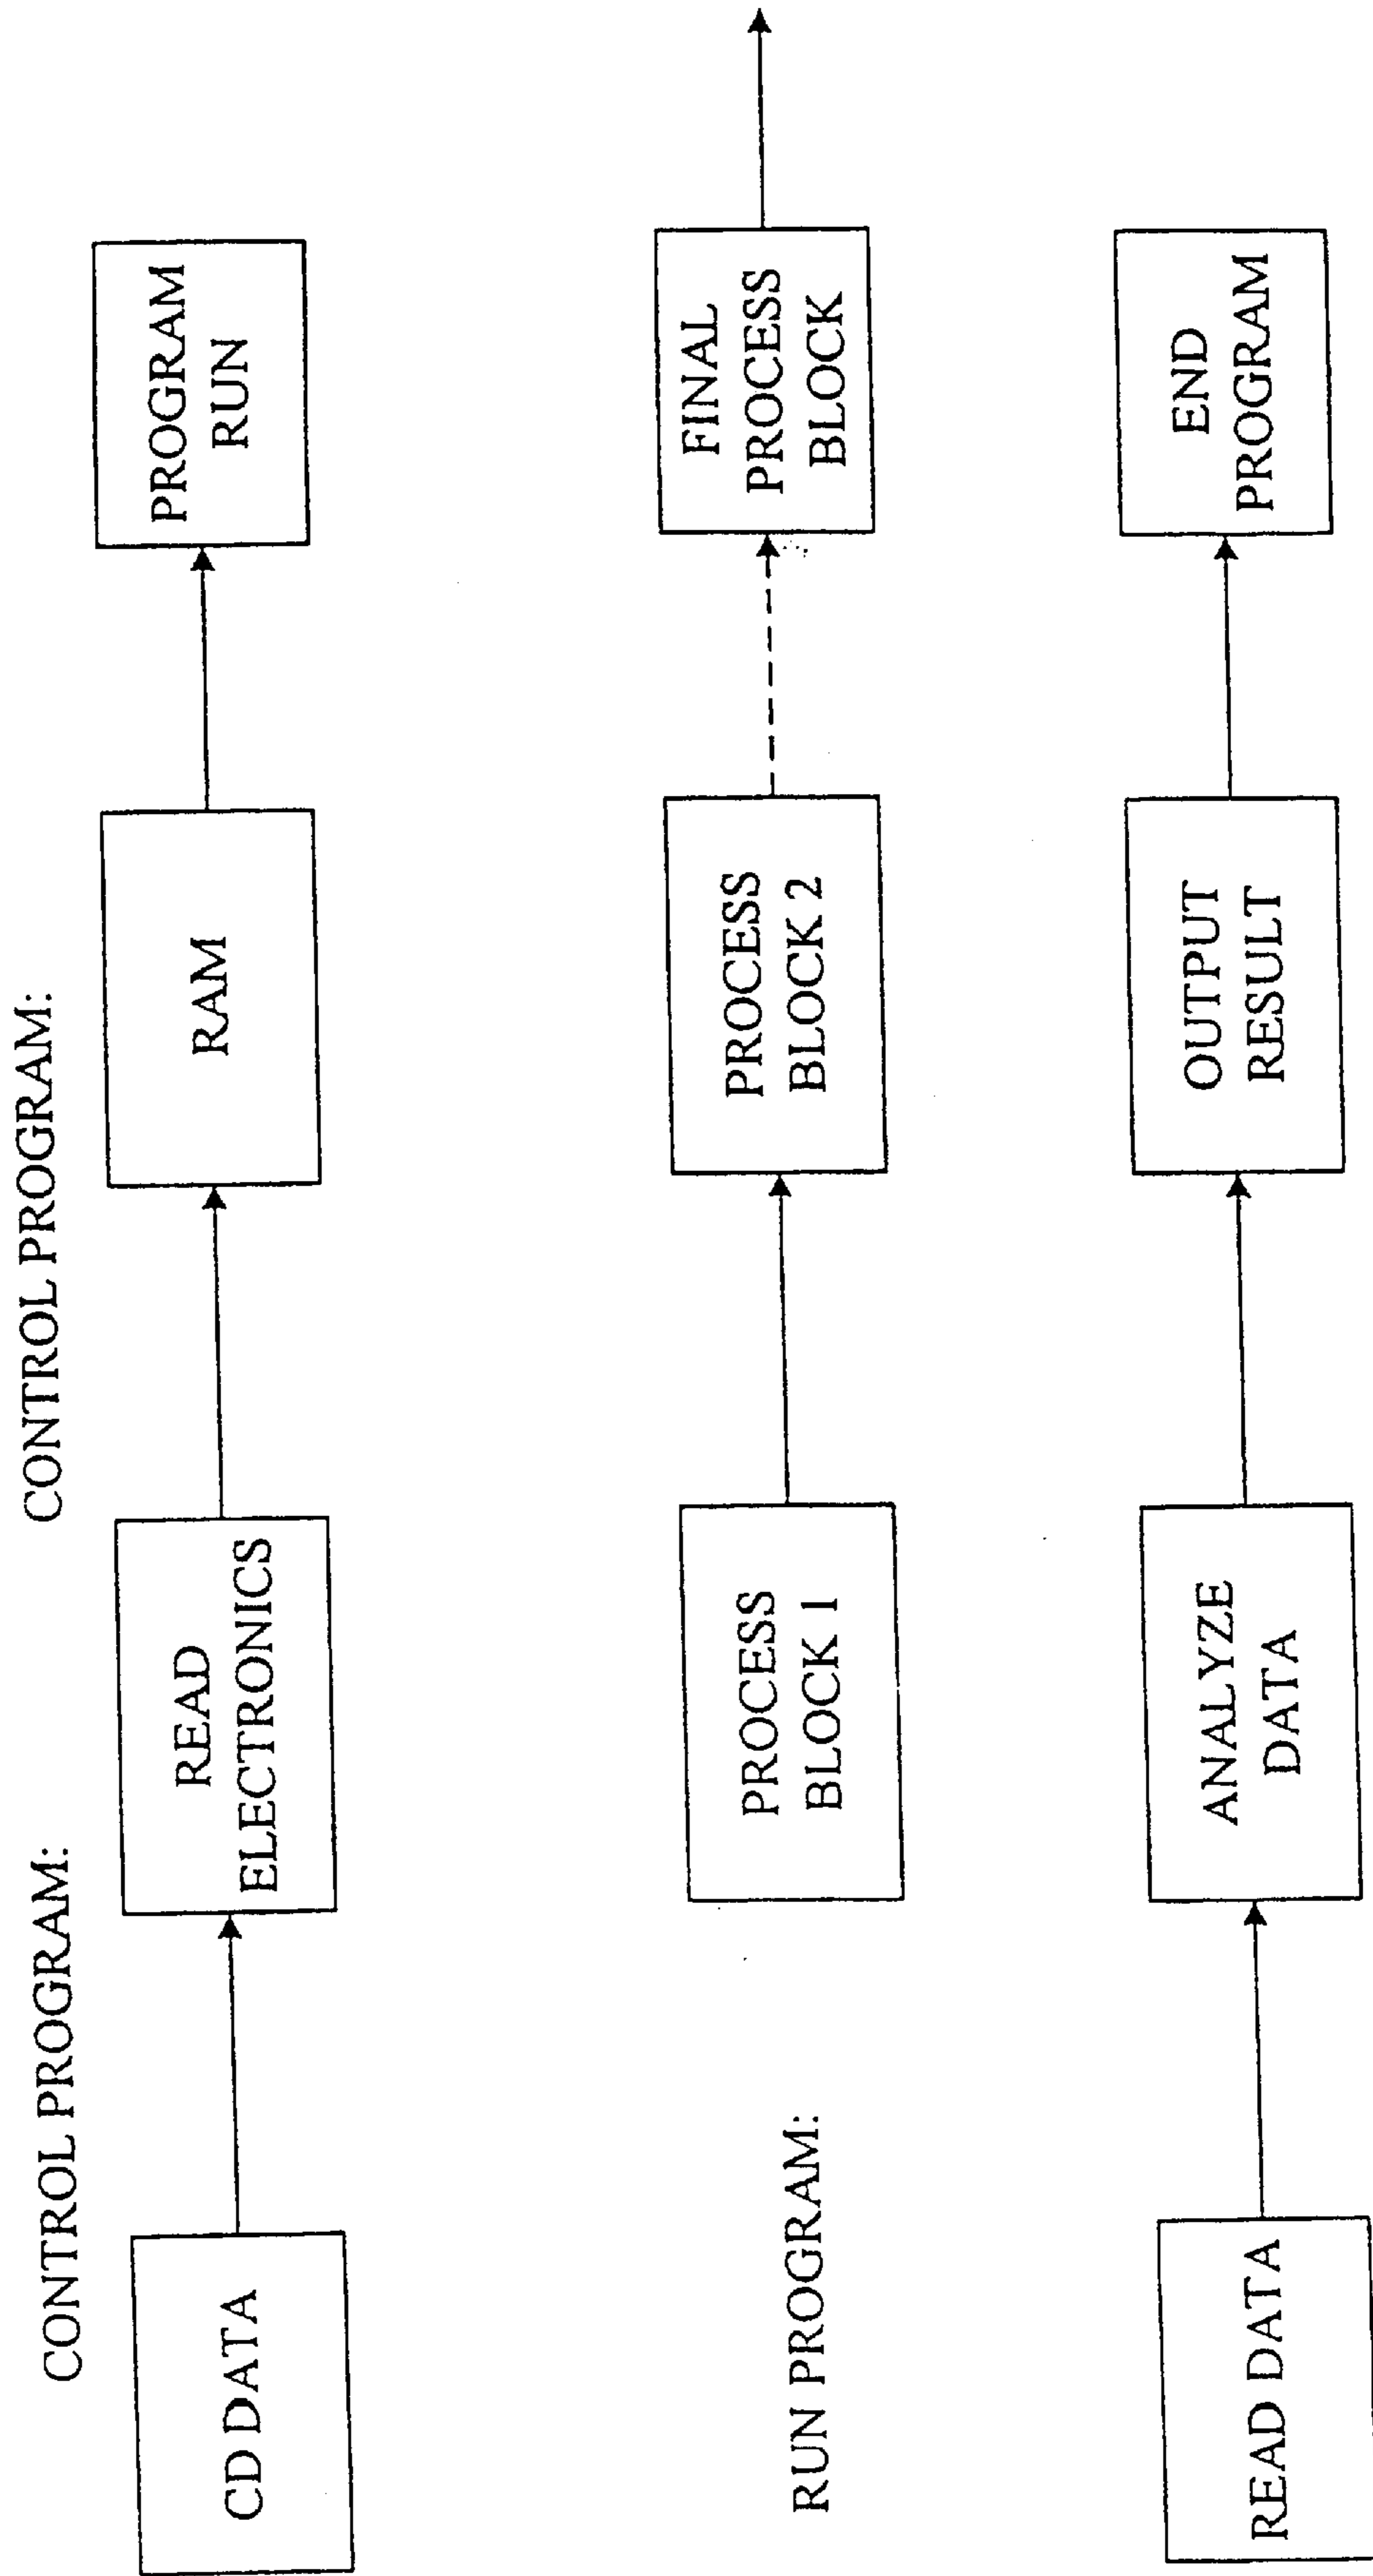 CONTROL PROGRAM:
CONTROL PROGRAM:
CD DATA
READ
ELECTRONICS
RAM
PROGRAM
RUN
RUN PROGRAM:
PROCESS
BLOCK 1
PROCESS
BLOCK 2
FINAL
PROCESS
BLOCK
READ DATA
ANALYZE
DATA
OUTPUT
RESULT
END
PROGRAM